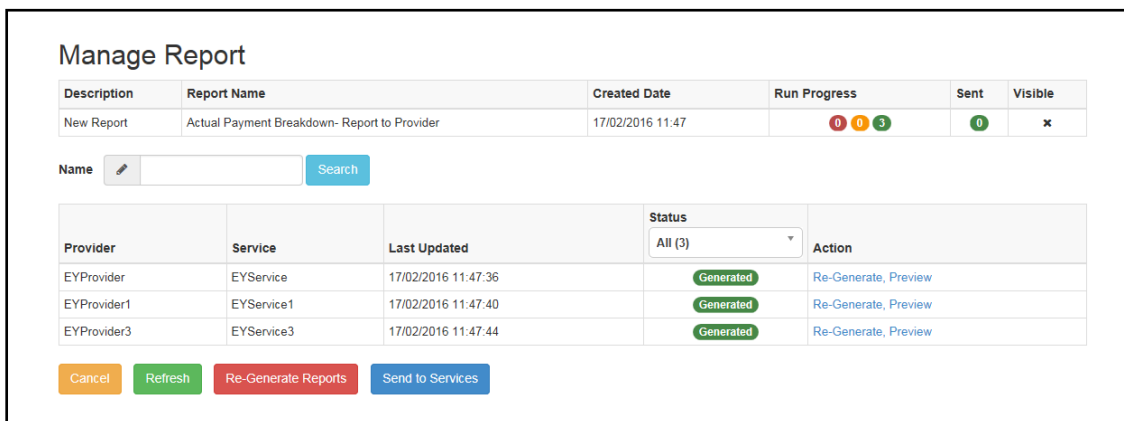 Manage Report
Description Report Name Created Date Run Progress Sent Visible
New Report Actual Payment Breakdown- Report to Provider 17/02/2016 11:47 0 0 3 0 ×
Name Search
Status
Provider Service Last Updated All (3) Action
EYProvider EYService 17/02/2016 11:47:36 Generated Re-Generate, Preview
EYProvider1 EYService1 17/02/2016 11:47:40 Generated Re-Generate, Preview
EYProvider3 EYService3 17/02/2016 11:47:44 Generated Re-Generate, Preview
Cancel Refresh Re-Generate Reports Send to Services